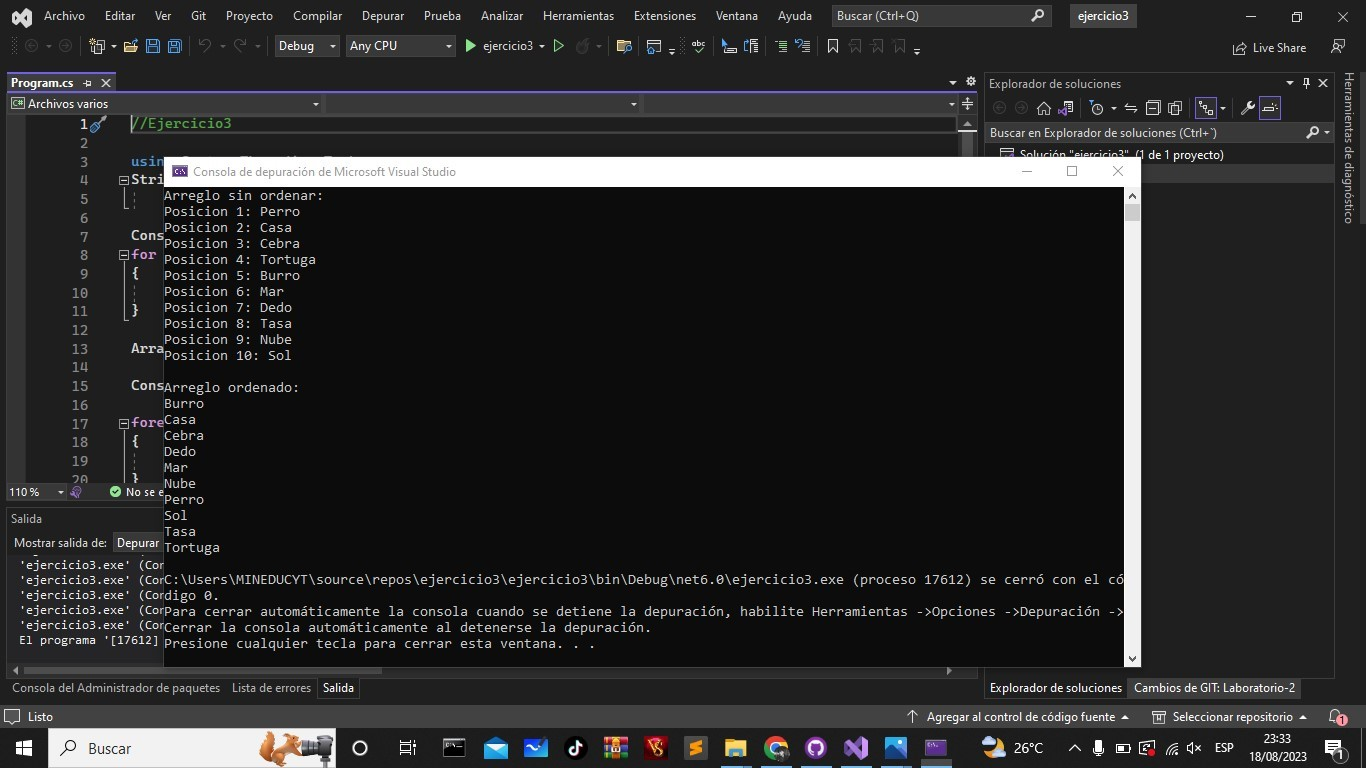 Archivo Editar Ver Git Proyecto Compilar Depurar Prueba Analizar Herramientas Extensiones Ventana Ayuda Buscar (Ctrl+Q) ejercicio3
Debug Any CPU ejercicio3 Live Share
Program.cs
Archivos varios
1 //Ejercicio3
2
3 usin
4 Stri
5
6
7 Cons
8 for
9 {
10
11 }
12
13 Arra
14
15 Cons
16
17 fore
18 {
19
20 }
110 % No se e
Explorador de soluciones
Buscar en Explorador de soluciones (Ctrl+`)
Solución "ejercicio3" (1 de 1 proyecto)
Herramientas de diagnóstico
Consola de depuración de Microsoft Visual Studio
Arreglo sin ordenar:
Posicion 1: Perro
Posicion 2: Casa
Posicion 3: Cebra
Posicion 4: Tortuga
Posicion 5: Burro
Posicion 6: Mar
Posicion 7: Dedo
Posicion 8: Tasa
Posicion 9: Nube
Posicion 10: Sol
Arreglo ordenado:
Burro
Casa
Cebra
Dedo
Mar
Nube
Perro
Sol
Tasa
Tortuga
C:\Users\MINEDUCYT\source\repos\ejercicio3\ejercicio3\bin\Debug\net6.0\ejercicio3.exe (proceso 17612) se cerró con el có
digo 0.
Para cerrar automáticamente la consola cuando se detiene la depuración, habilite Herramientas ->Opciones ->Depuración ->
Cerrar la consola automáticamente al detenerse la depuración.
Presione cualquier tecla para cerrar esta ventana. . .
Salida
Mostrar salida de: Depurar
'ejercicio3.exe' (Cor
'ejercicio3.exe' (Cor
'ejercicio3.exe' (Cor
'ejercicio3.exe' (Cor
'ejercicio3.exe' (Cor
El programa '[17612]
Consola del Administrador de paquetes Lista de errores Salida
Explorador de soluciones Cambios de GIT: Laboratorio-2
Listo Agregar al control de código fuente Seleccionar repositorio 1
Buscar 26°C ESP 23:33
18/08/2023 1